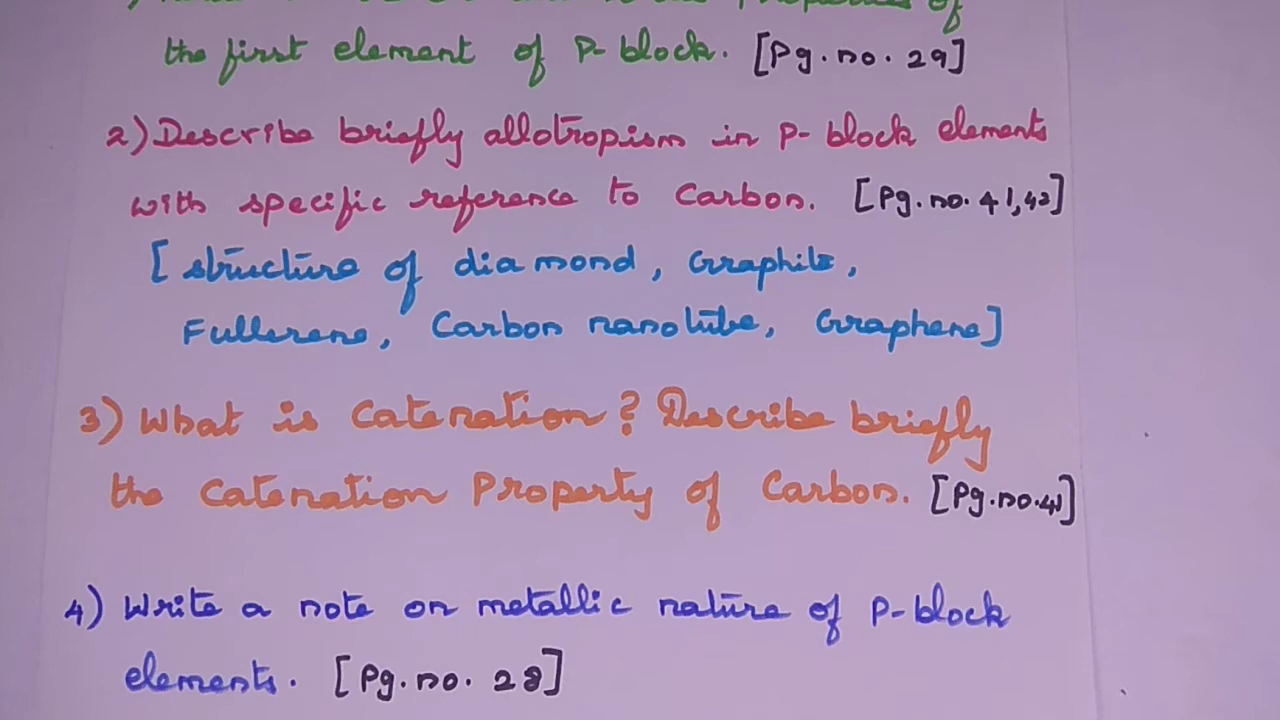 the first element of P-block. [Pg.no. 29]
2) Describe briefly allotropism in P-block elements
with specific reference to Carbon. [Pg.no. 41,42]
[structure of diamond, Graphite,
Fullerene, Carbon nanotube, Graphene]
3) What is Catenation? Describe briefly
the Catenation Property of Carbon. [Pg.no.41]
4) Write a note on metallic nature of P-block
elements. [Pg.no. 28]